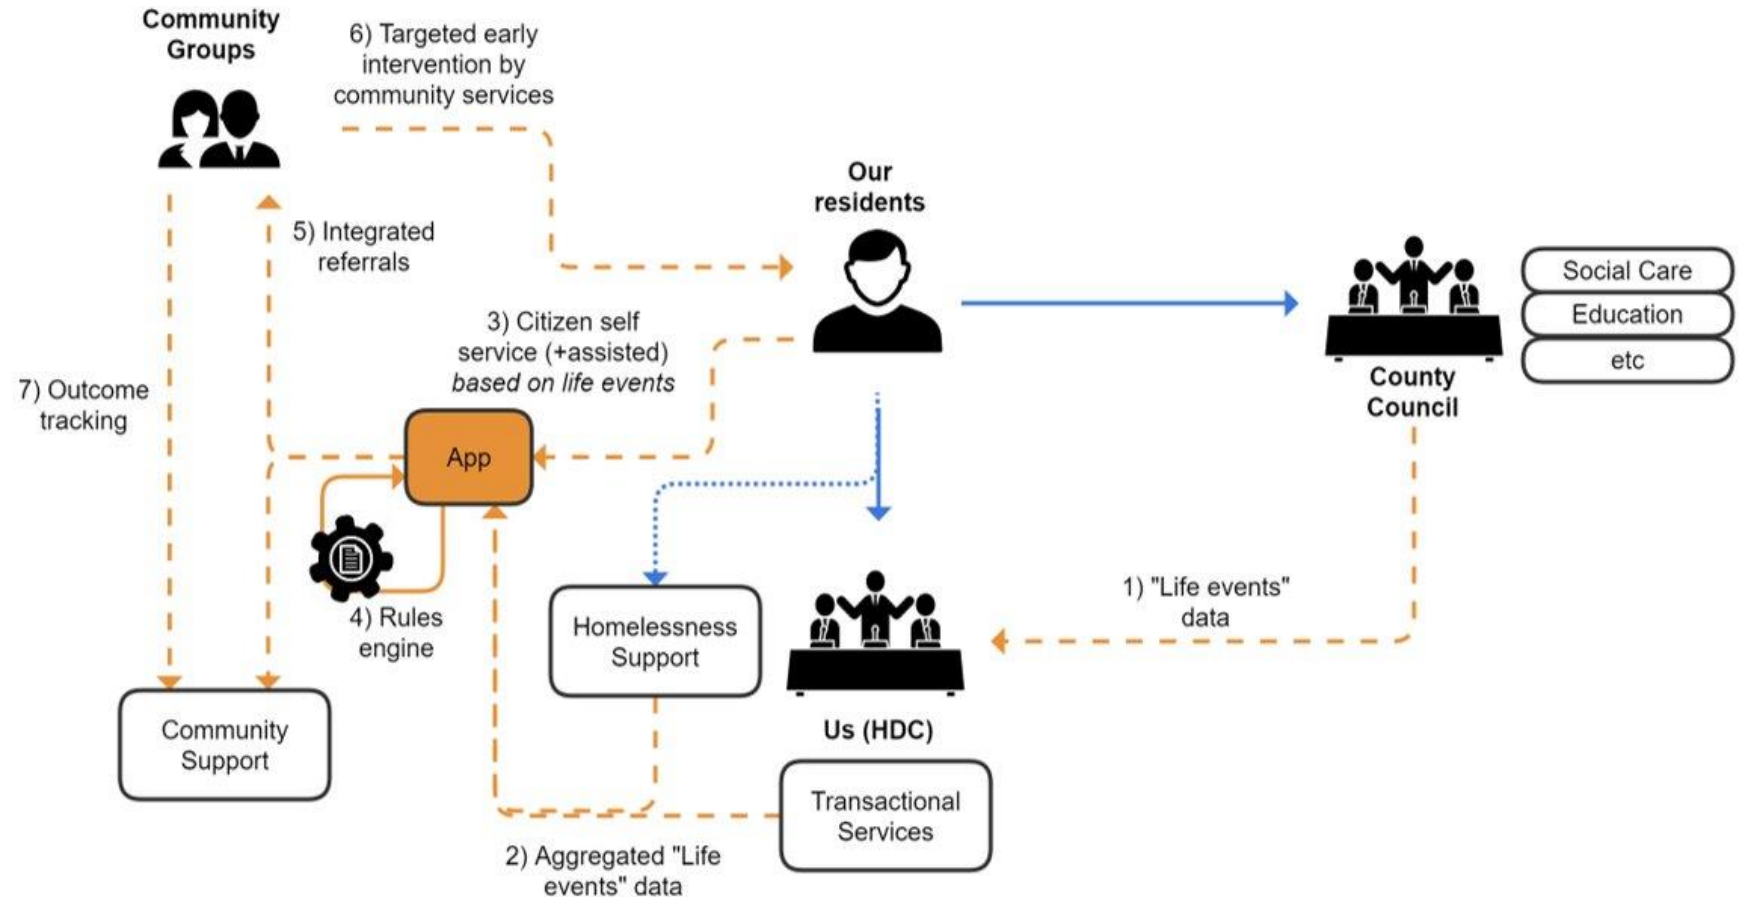 Community
Groups
6) Targeted early
intervention by
community services
Our
residents
5) Integrated
referrals
Social Care
Education
etc
3) Citizen self
service (+assisted)
based on life events
County
Council
7) Outcome
tracking
App
1) "Life events"
data
4) Rules
engine
Homelessness
Support
Us (HDC)
Community
Support
Transactional
Services
2) Aggregated "Life
events" data